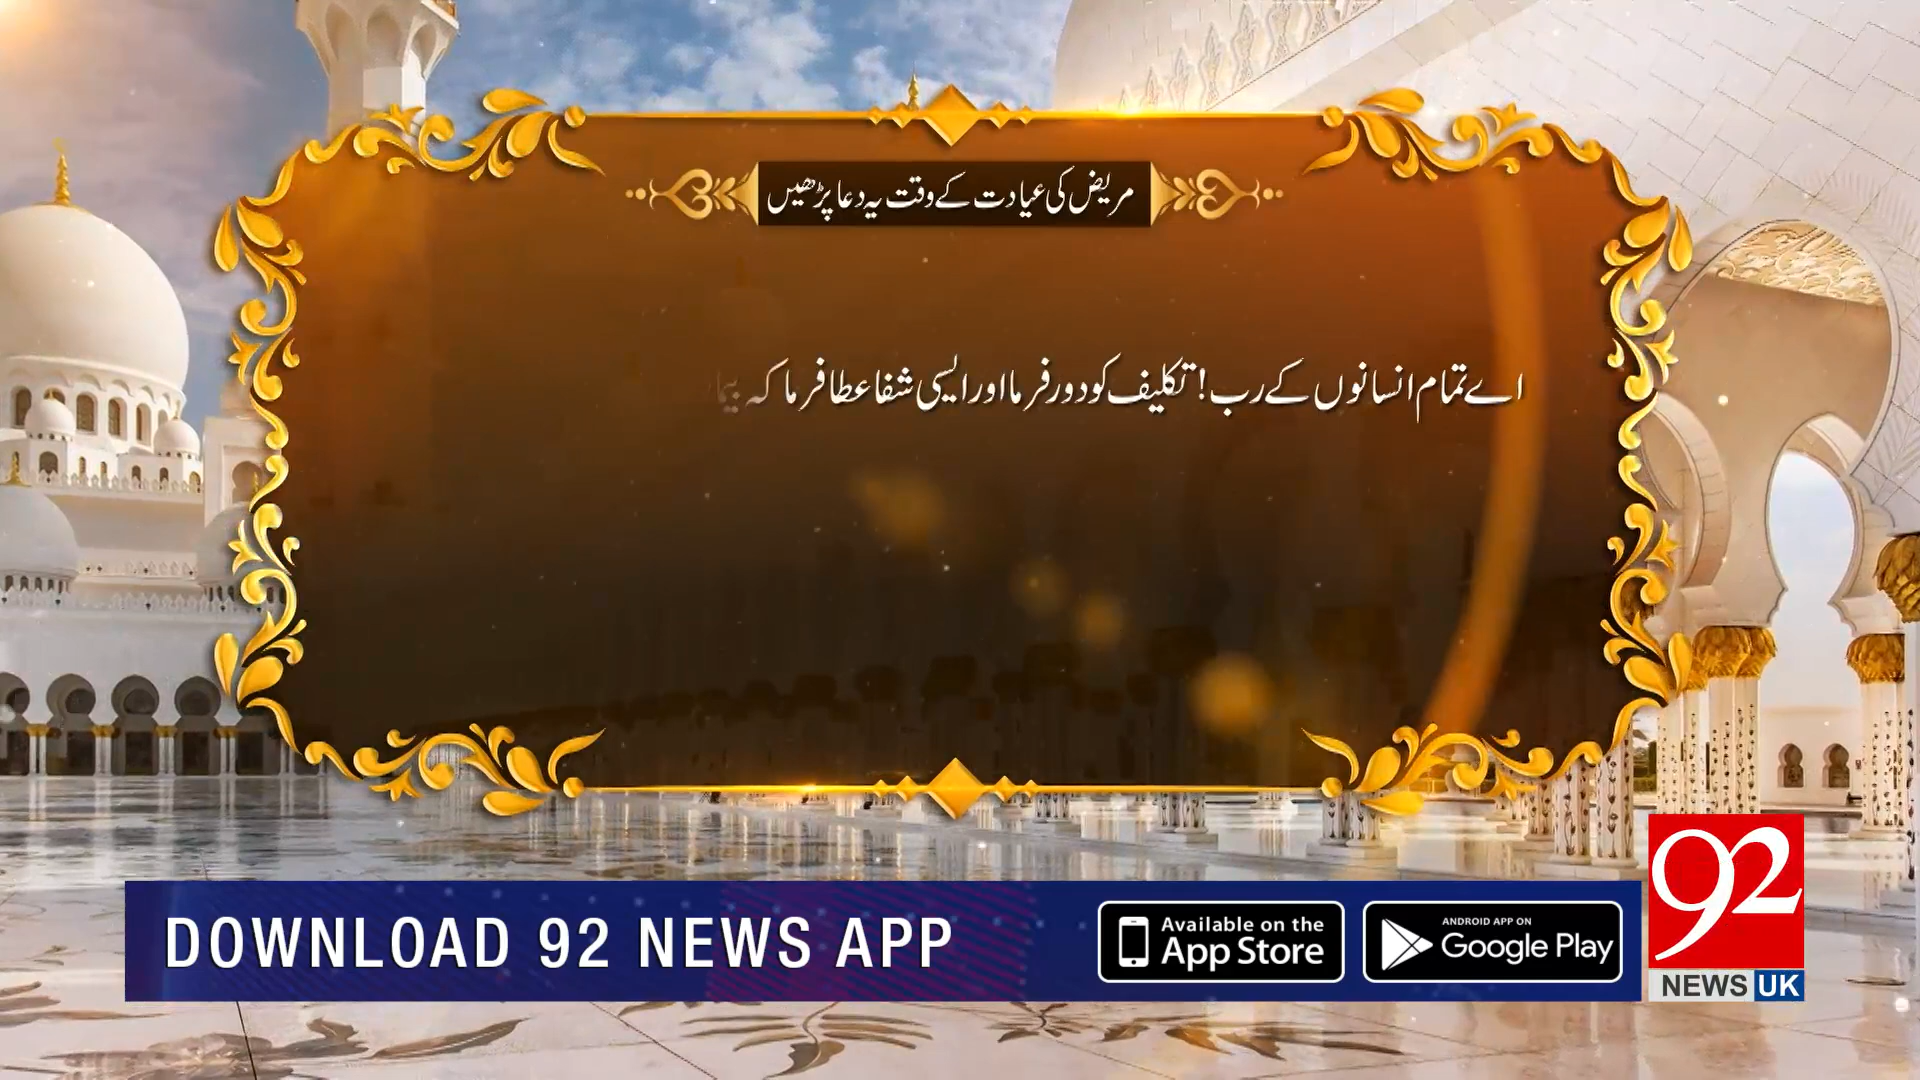 مریض کی عیادت کے وقت یہ دعا پڑھیں
اے تمام انسانوں کے رب! تکلیف کو دور فرما اور ایسی شفا عطا فرما کہ
DOWNLOAD 92 NEWS APP
Available on the
App Store
ANDROID APP ON
Google Play
92
NEWS UK